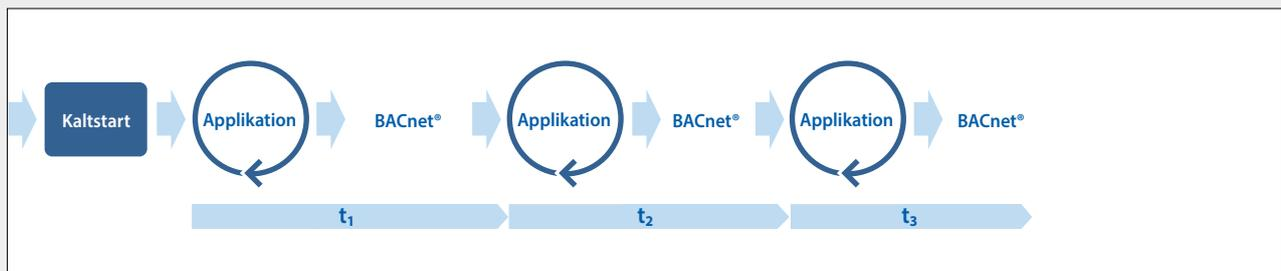 Kaltstart
Applikation
BACnet®
Applikation
BACnet®
Applikation
BACnet®
t₁
t₂
t₃